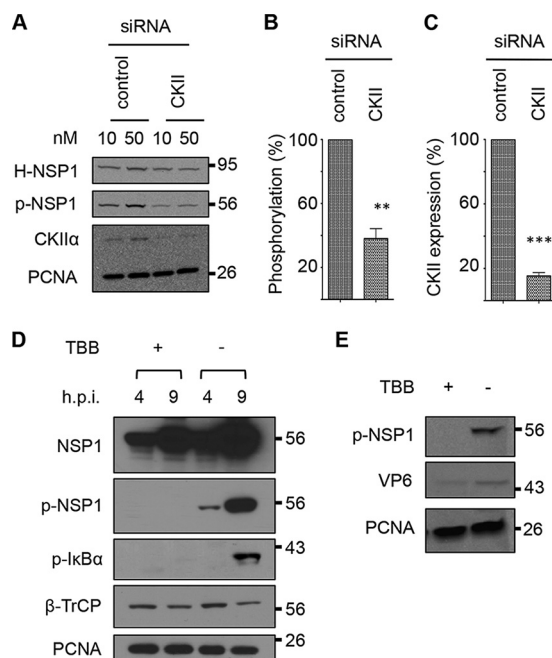 A
siRNA
control
CKII
nM 10 50 10 50
H-NSP1
95
p-NSP1
56
CKIIα
PCNA
26
B
siRNA
control
CKII
Phosphorylation (%)
100
60
20
**
C
siRNA
control
CKII
CKII expression (%)
100
60
20
***
D
TBB + -
h.p.i. 4 9 4 9
NSP1
56
p-NSP1
56
p-IκBα
43
β-TrCP
56
PCNA
26
E
TBB + -
p-NSP1
56
VP6
43
PCNA
26